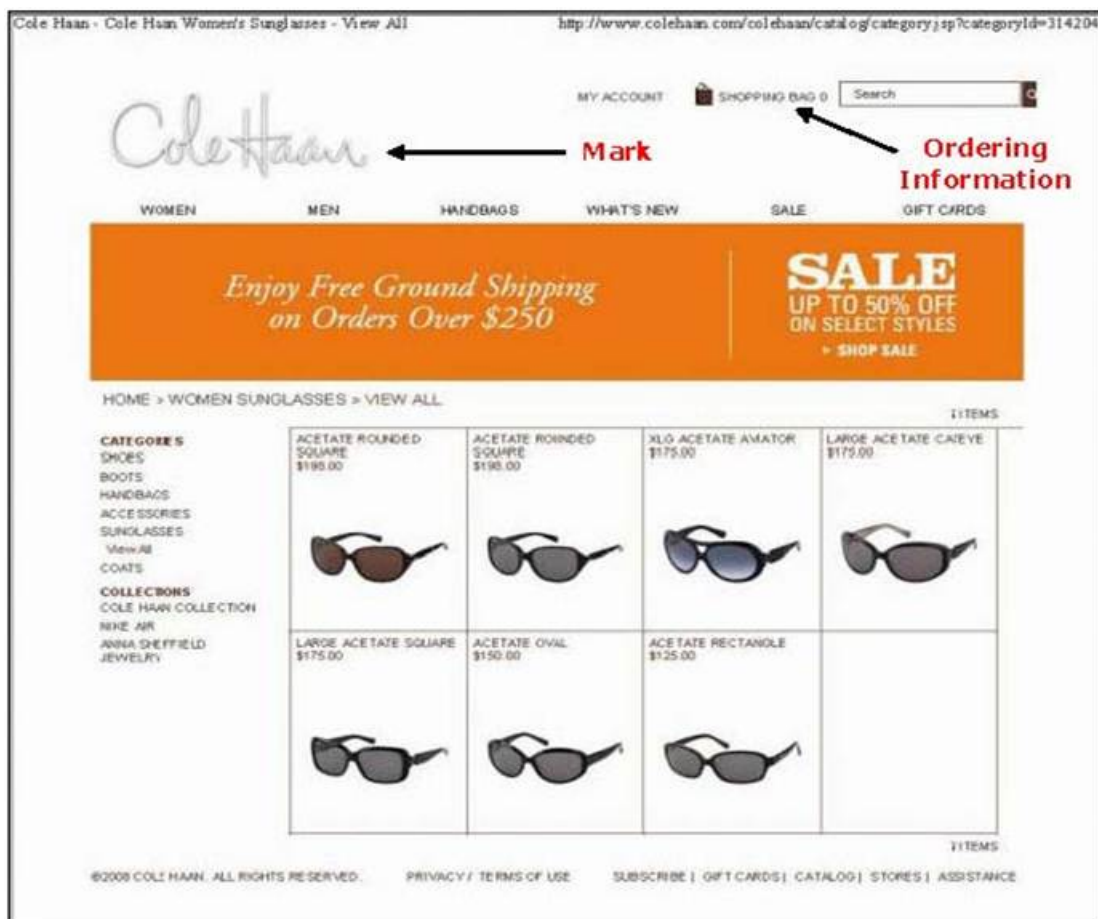 Cole Haan - Cole Haan Women's Sunglasses - View All
http://www.colehaan.com/colehaan/catalog/category.jsp?categoryId=314204
MY ACCOUNT
SHOPPING BAG 0
Search
Cole Haan
Mark
Ordering
Information
WOMEN MEN HANDBAGS WHAT'S NEW SALE GIFT CARDS
Enjoy Free Ground Shipping
on Orders Over $250
SALE
UP TO 50% OFF
ON SELECT STYLES
> SHOP SALE
HOME > WOMEN SUNGLASSES > VIEW ALL
7 ITEMS
CATEGORIES
SHOES
BOOTS
HANDBAGS
ACCESSORIES
SUNGLASSES
View All
COATS
COLLECTIONS
COLE HAAN COLLECTION
NIKE AIR
ANNA SHEFFIELD
JEWELRY
ACETATE ROUNDED
SQUARE
$198.00
ACETATE ROUNDED
SQUARE
$198.00
XLG ACETATE AVIATOR
$175.00
LARGE ACETATE CATEYE
$175.00
LARGE ACETATE SQUARE
$175.00
ACETATE OVAL
$150.00
ACETATE RECTANGLE
$125.00
7 ITEMS
©2008 COLE HAAN. ALL RIGHTS RESERVED. PRIVACY / TERMS OF USE SUBSCRIBE | GIFT CARDS | CATALOG | STORES | ASSISTANCE